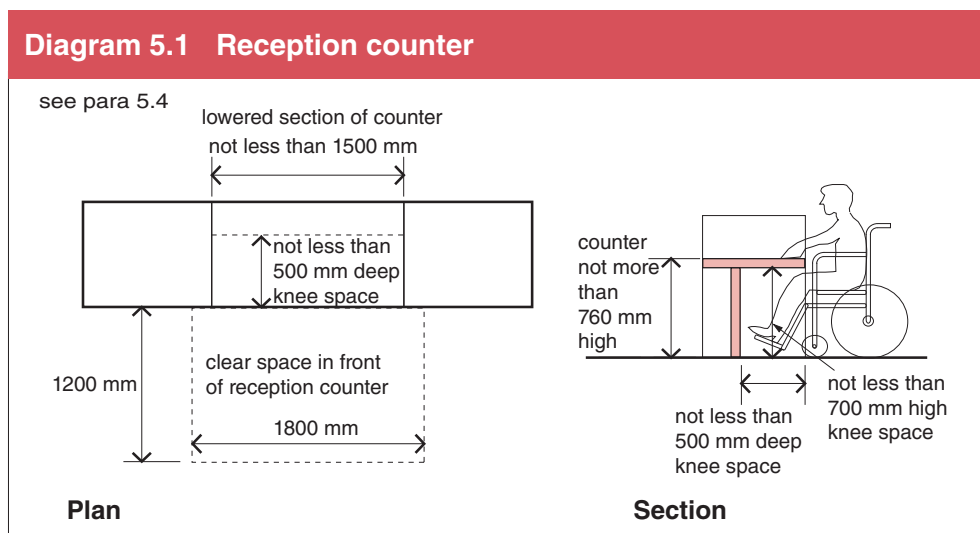 Diagram 5.1 Reception counter
see para 5.4
lowered section of counter
not less than 1500 mm
not less than
500 mm deep
knee space
1200 mm
clear space in front
of reception counter
1800 mm
Plan
counter
not more
than
760 mm
high
not less than
700 mm high
knee space
not less than
500 mm deep
knee space
Section